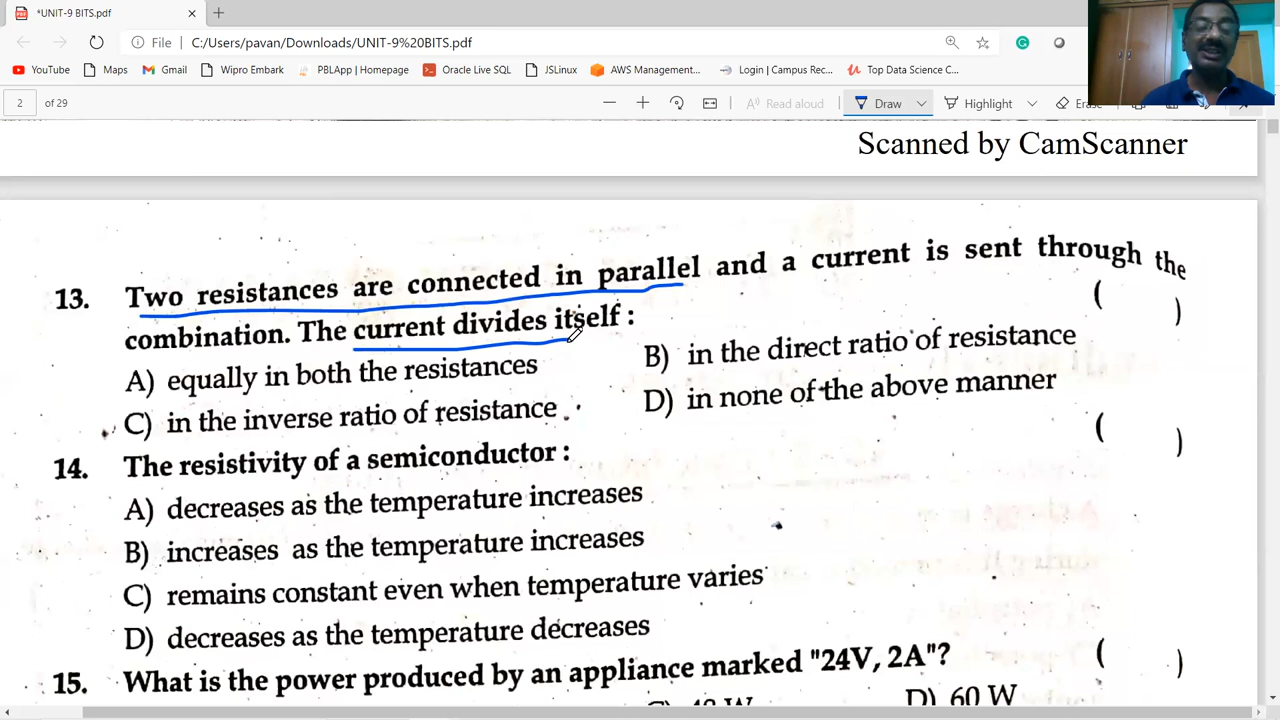 *UNIT-9 BITS.pdf
File C:/Users/pavan/Downloads/UNIT-9%20BITS.pdf
YouTube Maps Gmail Wipro Embark PBLApp | Homepage Oracle Live SQL JSLinux AWS Management... Login | Campus Rec... Top Data Science C...
2 of 29 Read aloud Draw Highlight Erase
Scanned by CamScanner
13. Two resistances are connected in parallel and a current is sent through the
combination. The current divides itself : ( )
A) equally in both the resistances B) in the direct ratio of resistance
C) in the inverse ratio of resistance D) in none of the above manner
14. The resistivity of a semiconductor : ( )
A) decreases as the temperature increases
B) increases as the temperature increases
C) remains constant even when temperature varies
D) decreases as the temperature decreases
15. What is the power produced by an appliance marked "24V, 2A"? ( )
D) 60 W